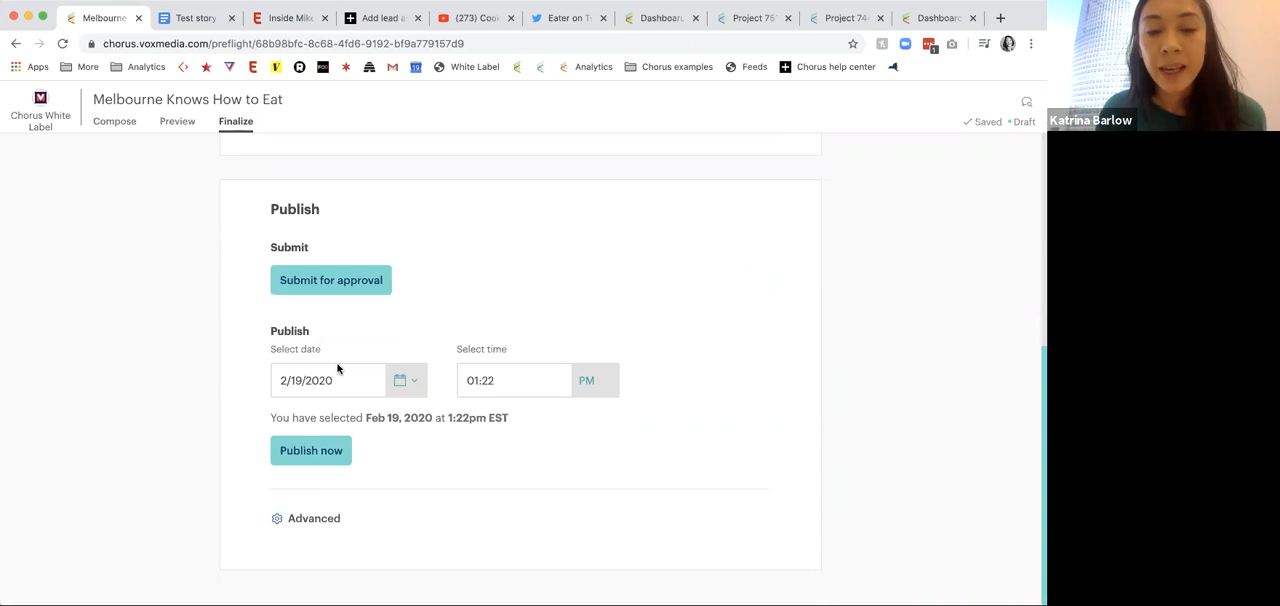 Melbourne
Test story
Inside Mike
Add lead a
(273) Coo
Eater on T
Dashboard
Project 75
Project 74
Dashboard
chorus.voxmedia.com/preflight/68b98bfc-8c68-4fd6-9192-bf9a779157d9
Apps
More
Analytics
White Label
Analytics
Chorus examples
Feeds
Chorus help center
Chorus White
Label
Melbourne Knows How to Eat
Compose
Preview
Finalize
Saved
Draft
Katrina Barlow
Publish
Submit
Submit for approval
Publish
Select date
Select time
2/19/2020
01:22
PM
You have selected Feb 19, 2020 at 1:22pm EST
Publish now
Advanced